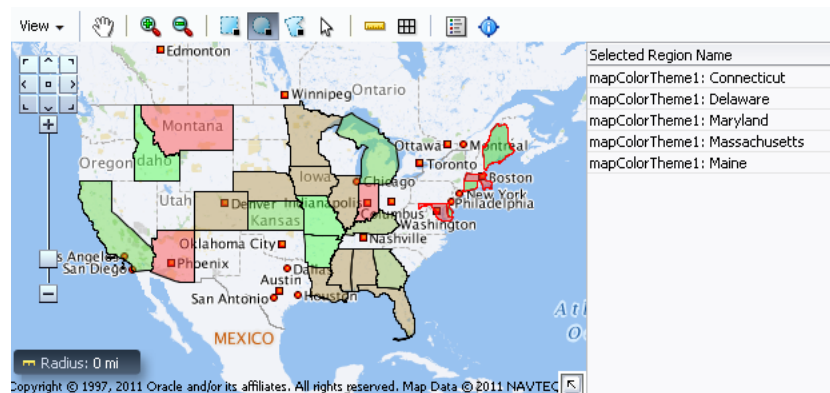 View
Edmonton
Winnipeg
Ontario
Montana
Ottawa
Montreal
Oregon
Idaho
Toronto
Boston
Iowa
Chicago
New York
Utah
Denver
Indianapolis
Philadelphia
Kansas
Columbus
Washington
Oklahoma City
Nashville
s Angeles
Phoenix
San Diego
Dallas
Austin
San Antonio
Houston
Atl
O
MEXICO
Radius: 0 mi
Copyright © 1997, 2011 Oracle and/or its affiliates. All rights reserved. Map Data © 2011 NAVTEQ
Selected Region Name
mapColorTheme1: Connecticut
mapColorTheme1: Delaware
mapColorTheme1: Maryland
mapColorTheme1: Massachusetts
mapColorTheme1: Maine